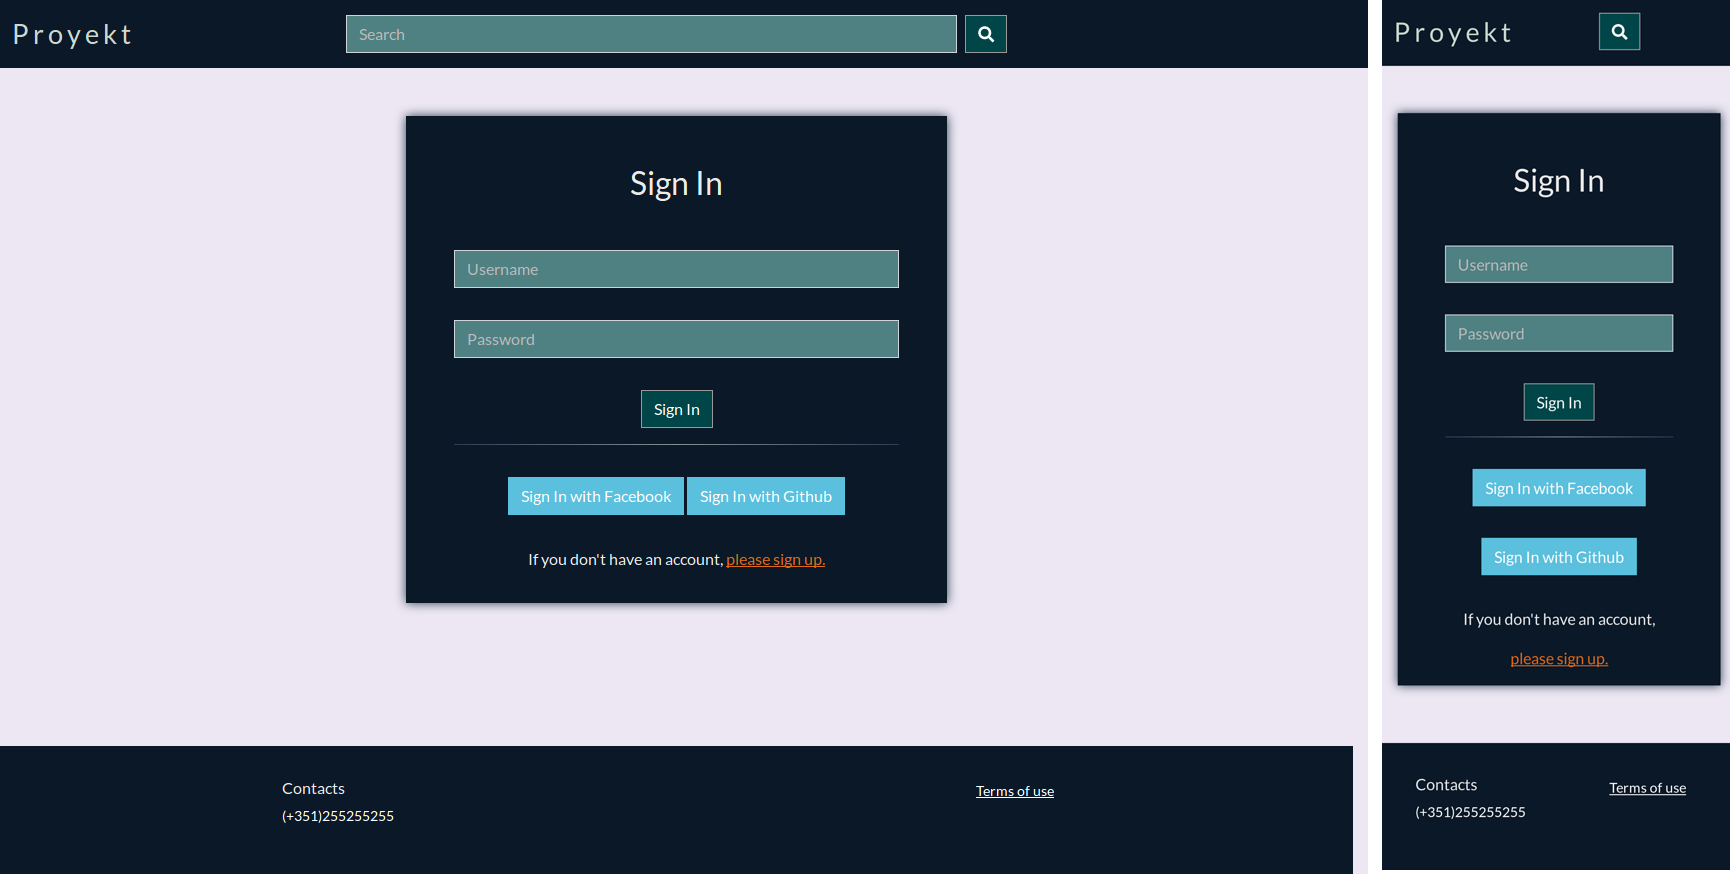 Proyekt
Search
Sign In
Username
Password
Sign In
Sign In with Facebook Sign In with Github
If you don't have an account, please sign up.
Contacts
(+351)255255255
Terms of use
Proyekt
Sign In
Username
Password
Sign In
Sign In with Facebook
Sign In with Github
If you don't have an account,
please sign up.
Contacts
(+351)255255255
Terms of use